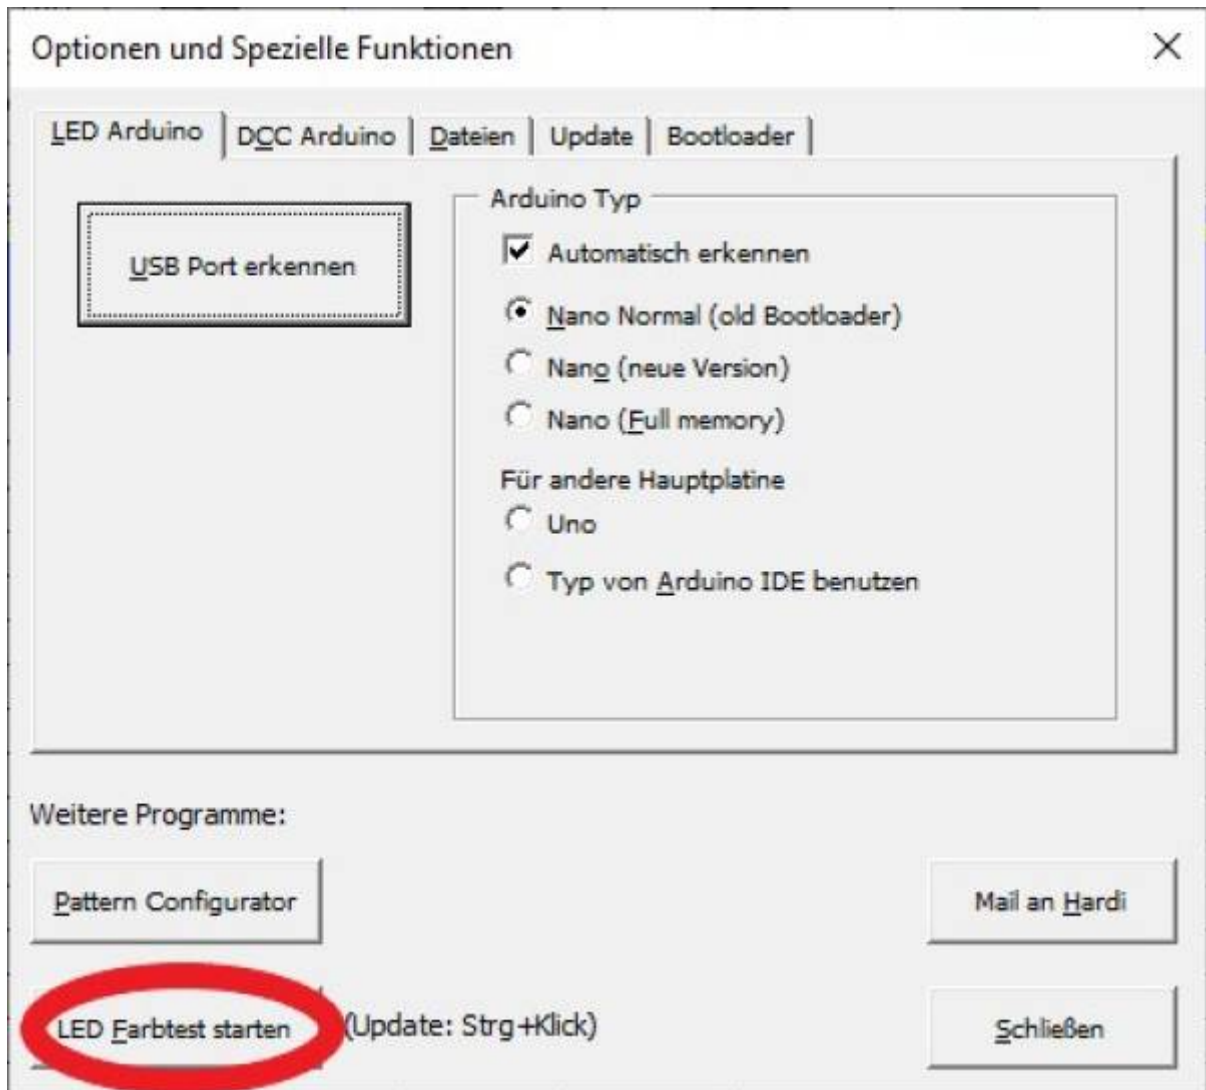 Optionen und Spezielle Funktionen
LED Arduino
DCC Arduino
Dateien
Update
Bootloader
USB Port erkennen
Arduino Typ
Automatisch erkennen
Nano Normal (old Bootloader)
Nano (neue Version)
Nano (Full memory)
Für andere Hauptplatine
Uno
Typ von Arduino IDE benutzen
Weitere Programme:
Pattern Configurator
Mail an Hardi
LED Farbtest starten
(Update: Strg+Klick)
Schließen